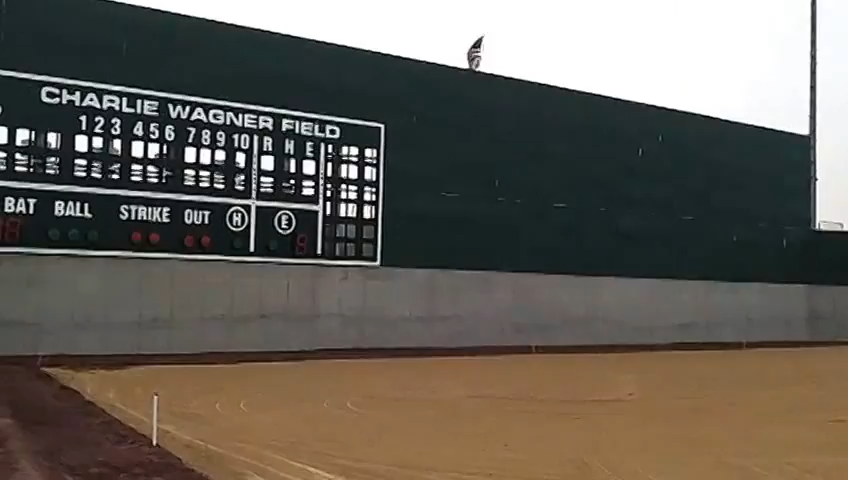 CHARLIE WAGNER FIELD
1 2 3 4 5 6 7 8 9 10 R H E
BAT BALL STRIKE OUT H E